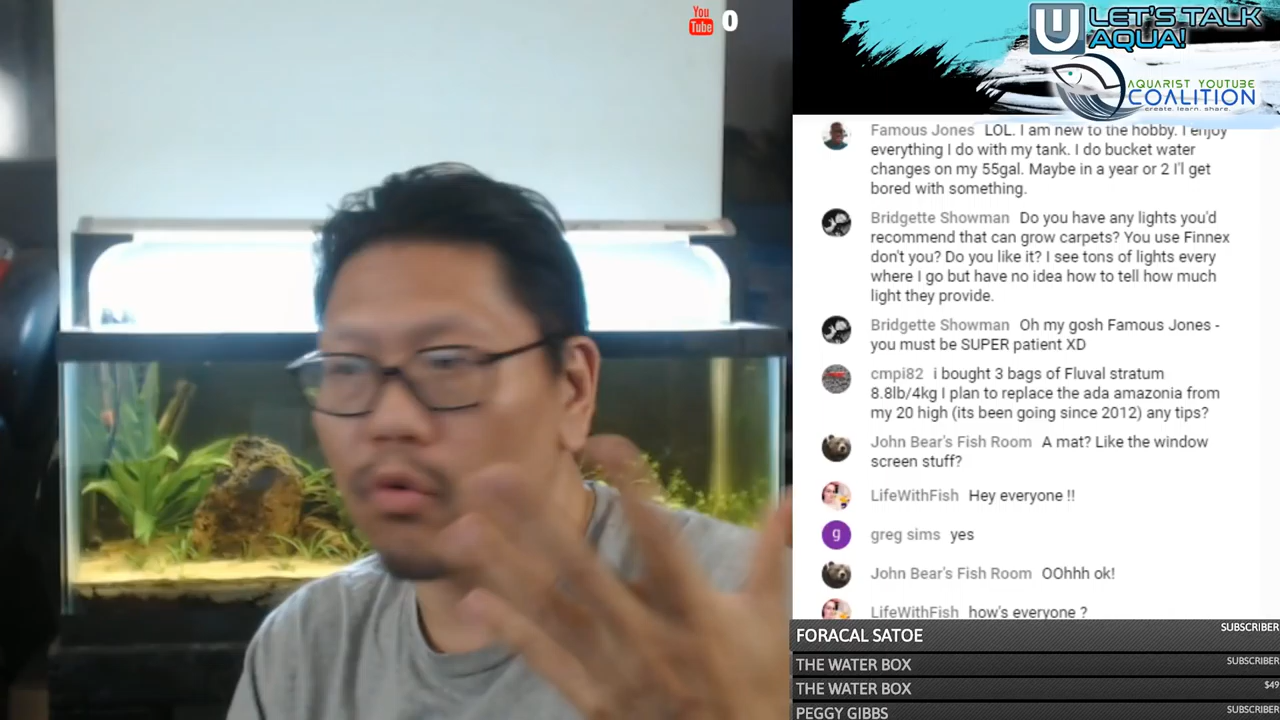 You
Tube
0
LET'S TALK
AQUA!
AQUARIST YOUTUBE
COALITION
create. learn. share.
Famous Jones LOL. I am new to the hobby. I enjoy
everything I do with my tank. I do bucket water
changes on my 55gal. Maybe in a year or 2 I'l get
bored with something.
Bridgette Showman Do you have any lights you'd
recommend that can grow carpets? You use Finnex
don't you? Do you like it? I see tons of lights every
where I go but have no idea how to tell how much
light they provide.
Bridgette Showman Oh my gosh Famous Jones -
you must be SUPER patient XD
cmpi82 i bought 3 bags of Fluval stratum
8.8lb/4kg I plan to replace the ada amazonia from
my 20 high (its been going since 2012) any tips?
John Bear's Fish Room A mat? Like the window
screen stuff?
LifeWithFish Hey everyone !!
g greg sims yes
John Bear's Fish Room OOhhh ok!
LifeWithFish how's everyone ?
FORACAL SATOE SUBSCRIBER
THE WATER BOX SUBSCRIBER
THE WATER BOX $49
PEGGY GIBBS SUBSCRIBER